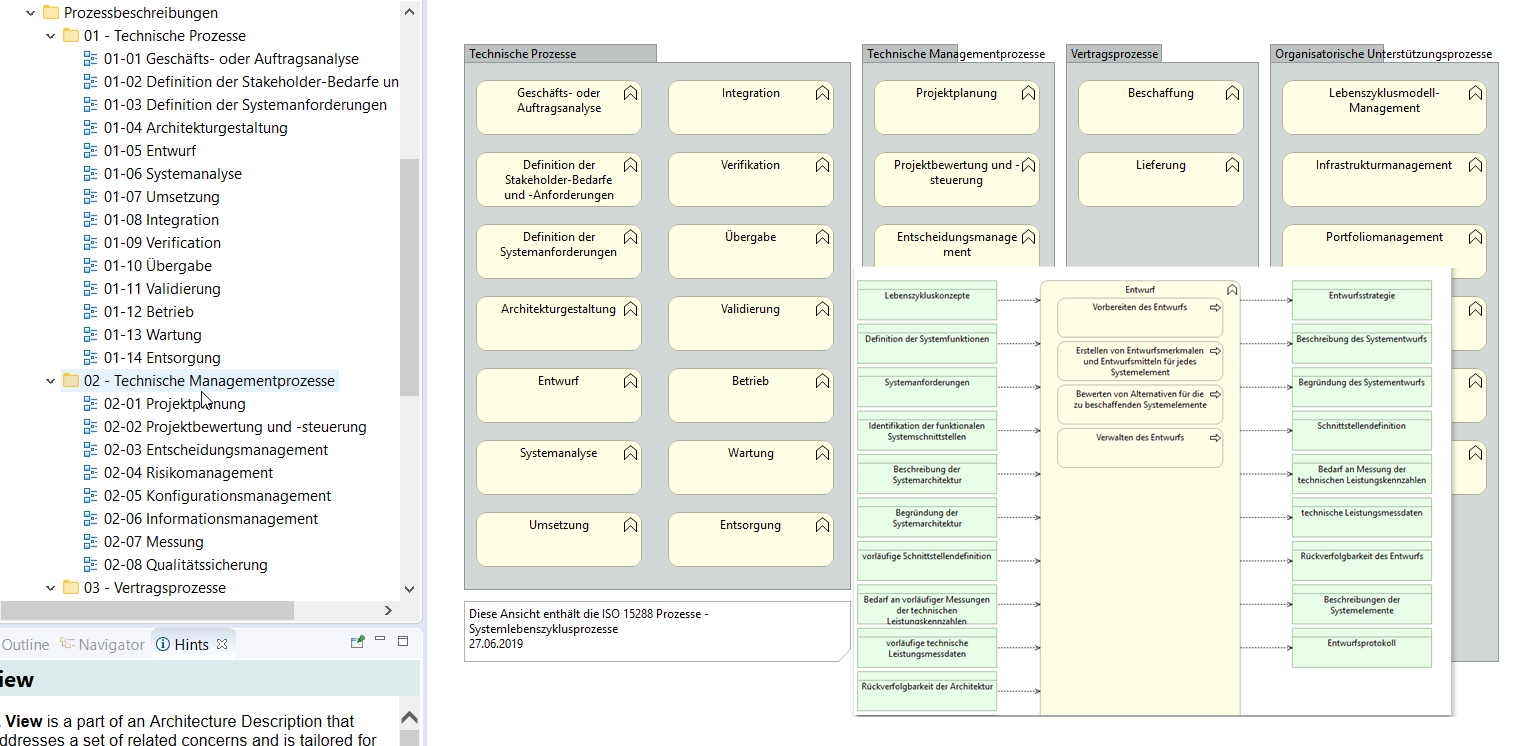 Prozessbeschreibungen
01 - Technische Prozesse
01-01 Geschäfts- oder Auftragsanalyse
01-02 Definition der Stakeholder-Bedarfe un
01-03 Definition der Systemanforderungen
01-04 Architekturgestaltung
01-05 Entwurf
01-06 Systemanalyse
01-07 Umsetzung
01-08 Integration
01-09 Verification
01-10 Übergabe
01-11 Validierung
01-12 Betrieb
01-13 Wartung
01-14 Entsorgung
02 - Technische Managementprozesse
02-01 Projektplanung
02-02 Projektbewertung und -steuerung
02-03 Entscheidungsmanagement
02-04 Risikomanagement
02-05 Konfigurationsmanagement
02-06 Informationsmanagement
02-07 Messung
02-08 Qualitätssicherung
03 - Vertragsprozesse
Outline Navigator Hints
iew
View is a part of an Architecture Description that
ddresses a set of related concerns and is tailored for
Technische Prozesse
Geschäfts- oder
Auftragsanalyse
Integration
Definition der
Stakeholder-Bedarfe
und -Anforderungen
Verifikation
Definition der
Systemanforderungen
Übergabe
Architekturgestaltung
Validierung
Entwurf
Betrieb
Systemanalyse
Wartung
Umsetzung
Entsorgung
Diese Ansicht enthält die ISO 15288 Prozesse -
Systemlebenszyklusprozesse
27.06.2019
Technische Managementprozesse
Projektplanung
Projektbewertung und -
steuerung
Entscheidungsmanage
ment
Vertragsprozesse
Beschaffung
Lieferung
Organisatorische Unterstützungsprozesse
Lebenszyklusmodell-
Management
Infrastrukturmanagement
Portfoliomanagement
Lebenszykluskonzepte
Definition der Systemfunktionen
Systemanforderungen
Identifikation der funktionalen
Systemschnittstellen
Beschreibung der
Systemarchitektur
Begründung der
Systemarchitektur
vorläufige Schnittstellendefinition
Bedarf an vorläufiger Messungen
der technischen
Leistungskennzahlen
vorläufige technische
Leistungsmessdaten
Rückverfolgbarkeit der Architektur
Entwurf
Vorbereiten des Entwurfs
Erstellen von Entwurfsmerkmalen
und Entwurfsmitteln für jedes
Systemelement
Bewerten von Alternativen für die
zu beschaffenden Systemelemente
Verwalten des Entwurfs
Entwurfsstrategie
Beschreibung des Systementwurfs
Begründung des Systementwurfs
Schnittstellendefinition
Bedarf an Messung der
technischen Leistungskennzahlen
technische Leistungsmessdaten
Rückverfolgbarkeit des Entwurfs
Beschreibungen der
Systemelemente
Entwurfsprotokoll